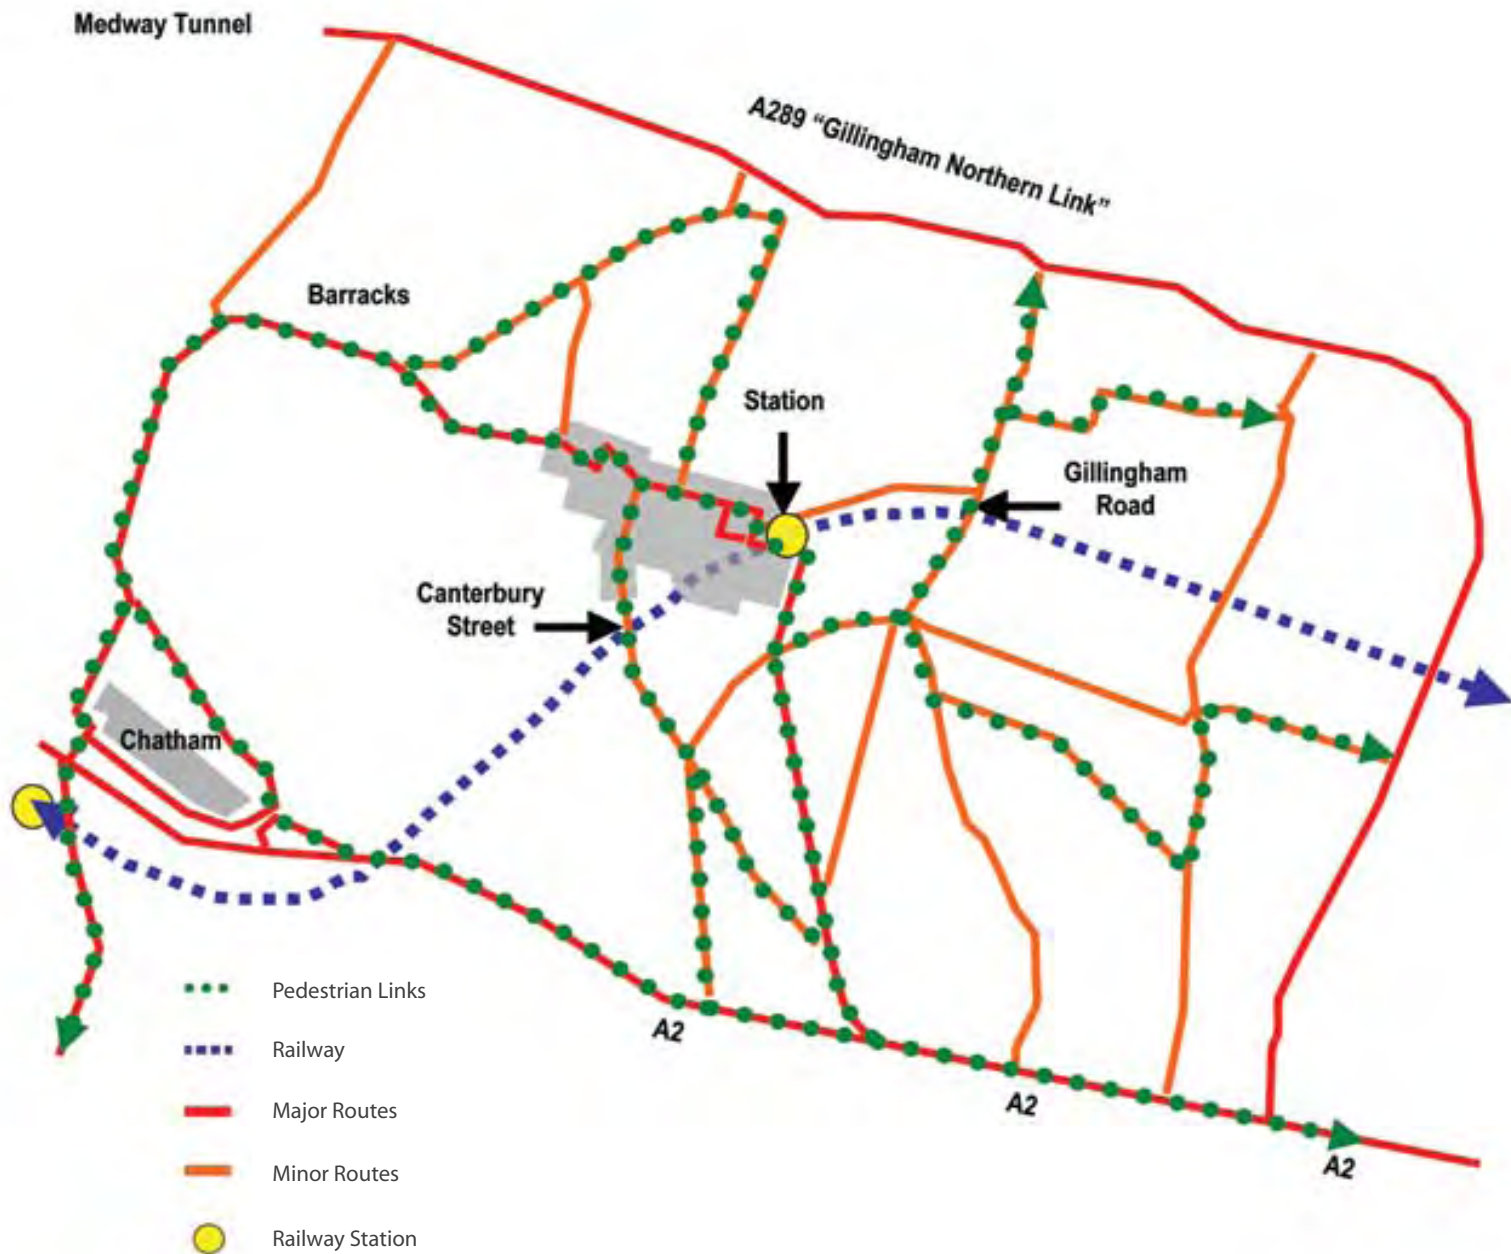 Medway Tunnel
A289 “Gillingham Northern Link”
Barracks
Station
Gillingham
Road
Canterbury
Street
Chatham
A2
A2
A2
Pedestrian Links
Railway
Major Routes
Minor Routes
Railway Station